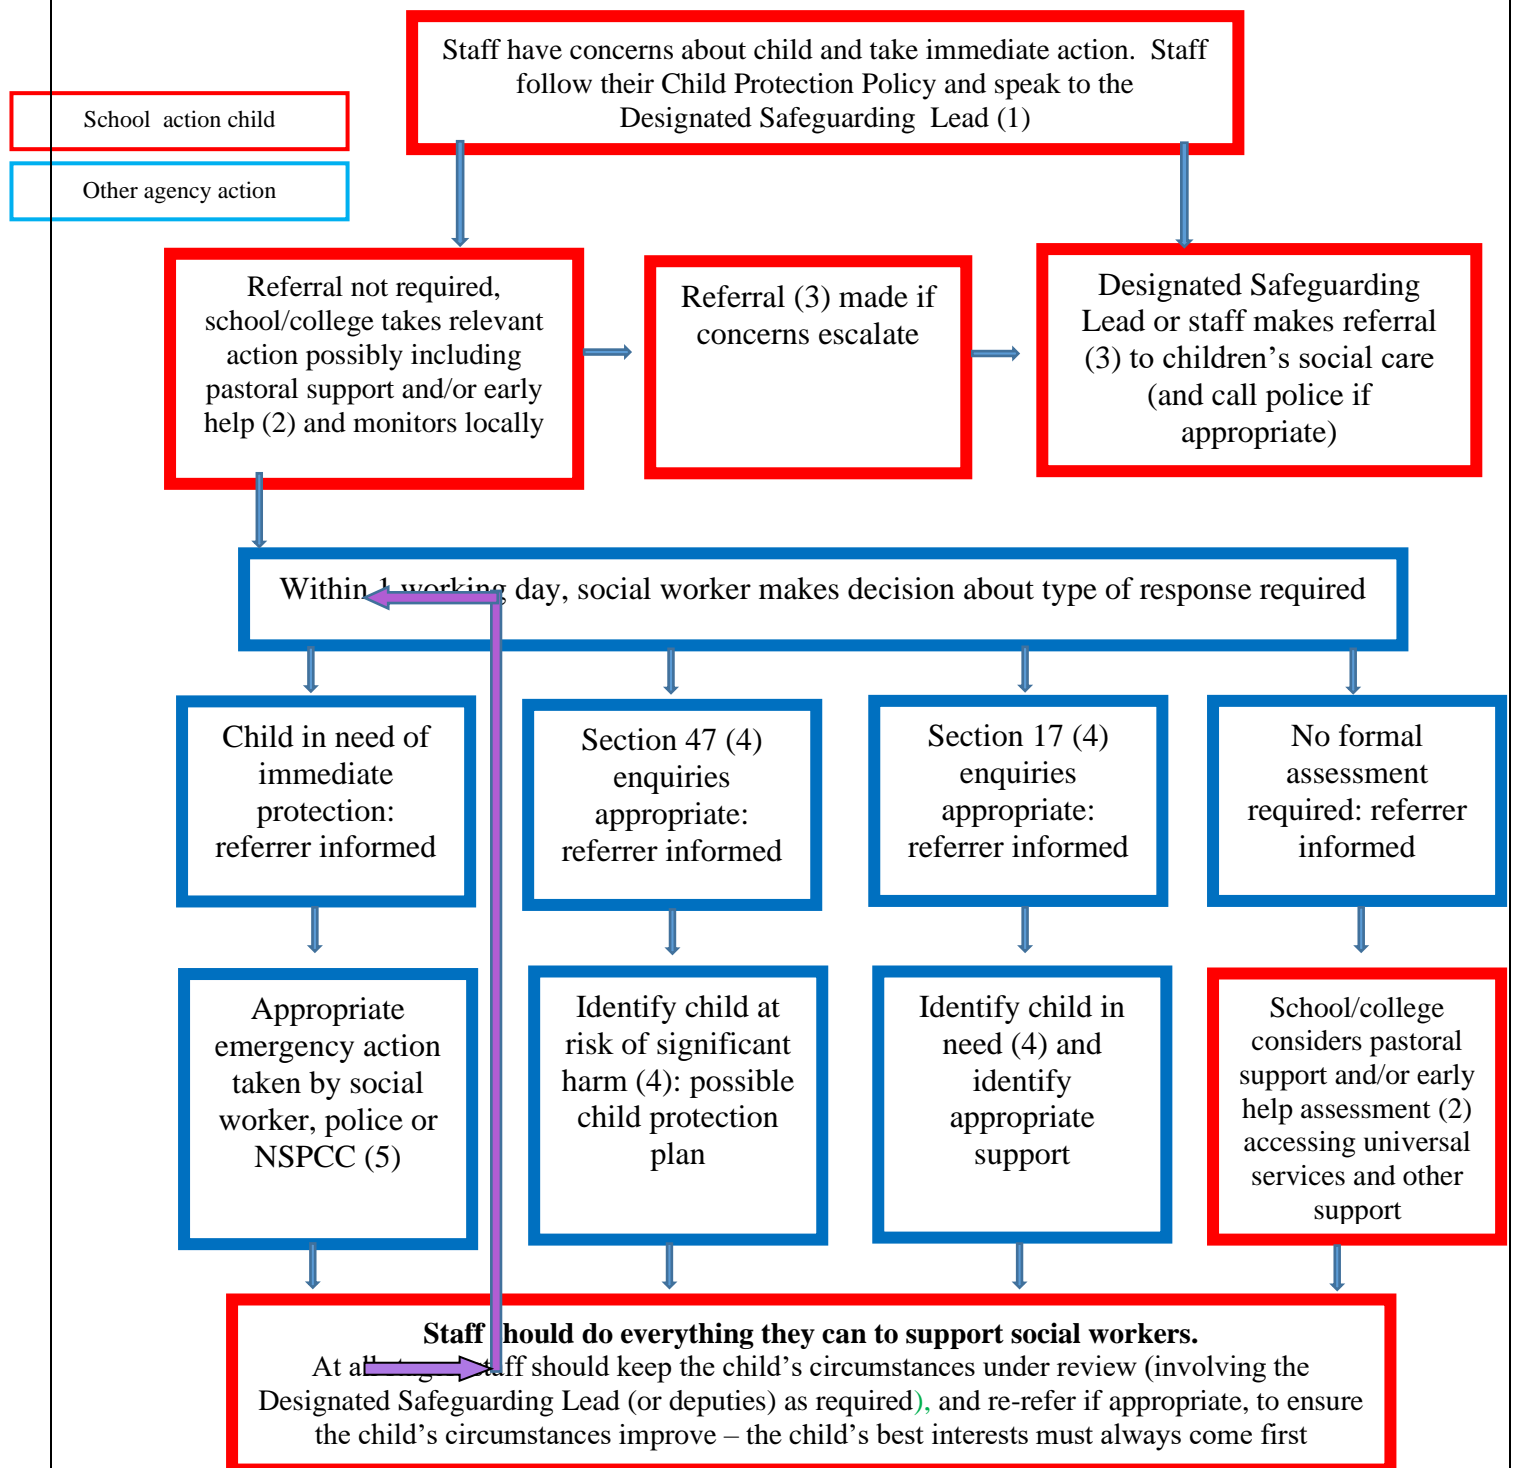 Staff have concerns about child and take immediate action. Staff
follow their Child Protection Policy and speak to the
Designated Safeguarding Lead (1)
School action child
Other agency action
Referral not required,
school/college takes relevant
action possibly including
pastoral support and/or early
help (2) and monitors locally
Referral (3) made if
concerns escalate
Designated Safeguarding
Lead or staff makes referral
(3) to children’s social care
(and call police if
appropriate)
Within 1 working day, social worker makes decision about type of response required
Child in need of
immediate
protection:
referrer informed
Section 47 (4)
enquiries
appropriate:
referrer informed
Section 17 (4)
enquiries
appropriate:
referrer informed
No formal
assessment
required: referrer
informed
Appropriate
emergency action
taken by social
worker, police or
NSPCC (5)
Identify child at
risk of significant
harm (4): possible
child protection
plan
Identify child in
need (4) and
identify
appropriate
support
School/college
considers pastoral
support and/or early
help assessment (2)
accessing universal
services and other
support
Staff should do everything they can to support social workers.
At all stages staff should keep the child’s circumstances under review (involving the
Designated Safeguarding Lead (or deputies) as required), and re-refer if appropriate, to ensure
the child’s circumstances improve – the child’s best interests must always come first